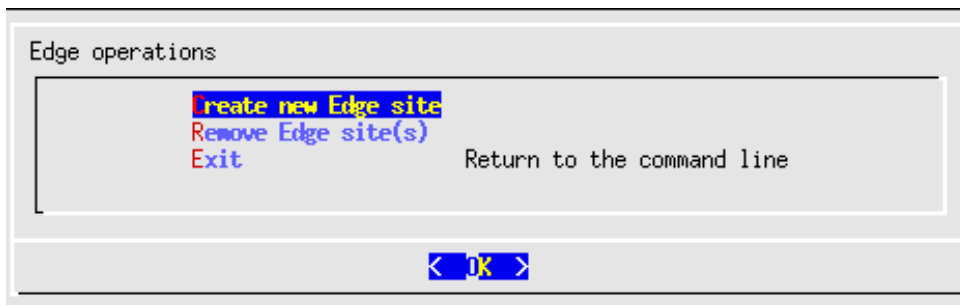 Edge operations
Create new Edge site
Remove Edge site(s)
Exit Return to the command line
< OK >